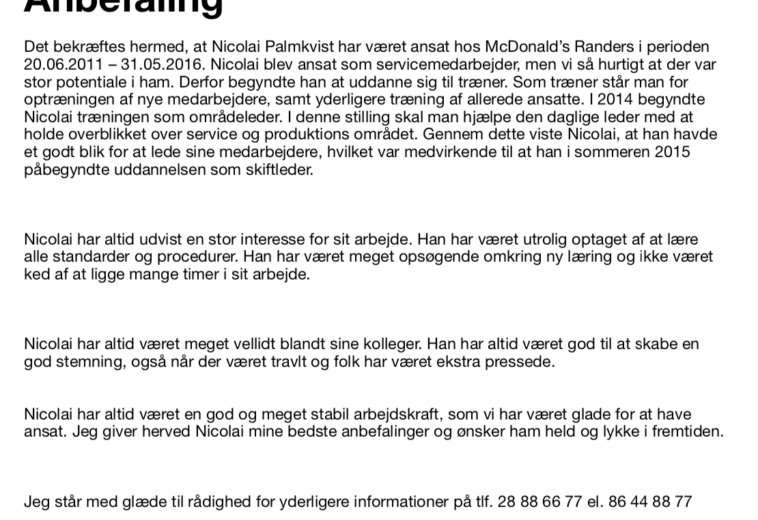 Anbefaling
Det bekræftes hermed, at Nicolai Palmkvist har været ansat hos McDonald's Randers i perioden
20.06.2011 – 31.05.2016. Nicolai blev ansat som servicemedarbejder, men vi så hurtigt at der var
stor potentiale i ham. Derfor begyndte han at uddanne sig til træner. Som træner står man for
optræningen af nye medarbejdere, samt yderligere træning af allerede ansatte. I 2014 begyndte
Nicolai træningen som områdeleder. I denne stilling skal man hjælpe den daglige leder med at
holde overblikket over service og produktions området. Gennem dette viste Nicolai, at han havde
et godt blik for at lede sine medarbejdere, hvilket var medvirkende til at han i sommeren 2015
påbegyndte uddannelsen som skiftleder.
Nicolai har altid udvist en stor interesse for sit arbejde. Han har været utrolig optaget af at lære
alle standarder og procedurer. Han har været meget opsøgende omkring ny læring og ikke været
ked af at ligge mange timer i sit arbejde.
Nicolai har altid været meget vellidt blandt sine kolleger. Han har altid været god til at skabe en
god stemning, også når der været travlt og folk har været ekstra pressede.
Nicolai har altid været en god og meget stabil arbejdskraft, som vi har været glade for at have
ansat. Jeg giver herved Nicolai mine bedste anbefalinger og ønsker ham held og lykke i fremtiden.
Jeg står med glæde til rådighed for yderligere informationer på tlf. 28 88 66 77 el. 86 44 88 77